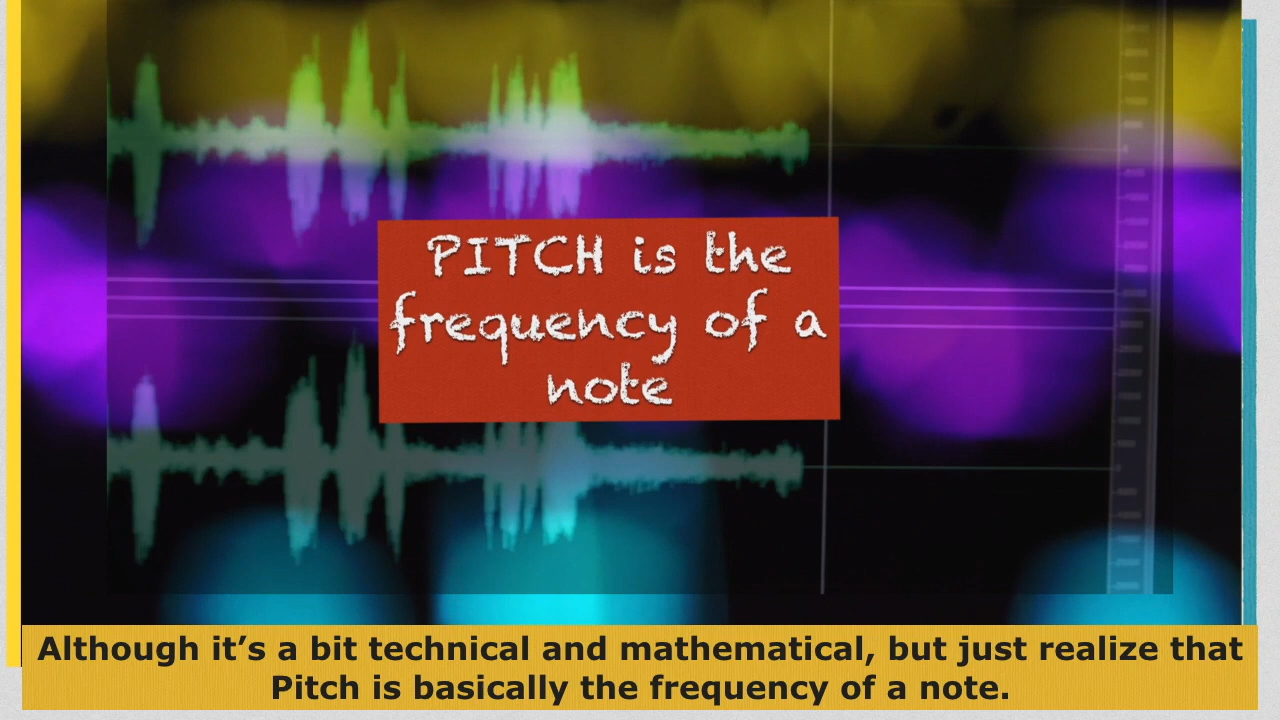 PITCH is the
frequency of a
note
Although it’s a bit technical and mathematical, but just realize that
Pitch is basically the frequency of a note.